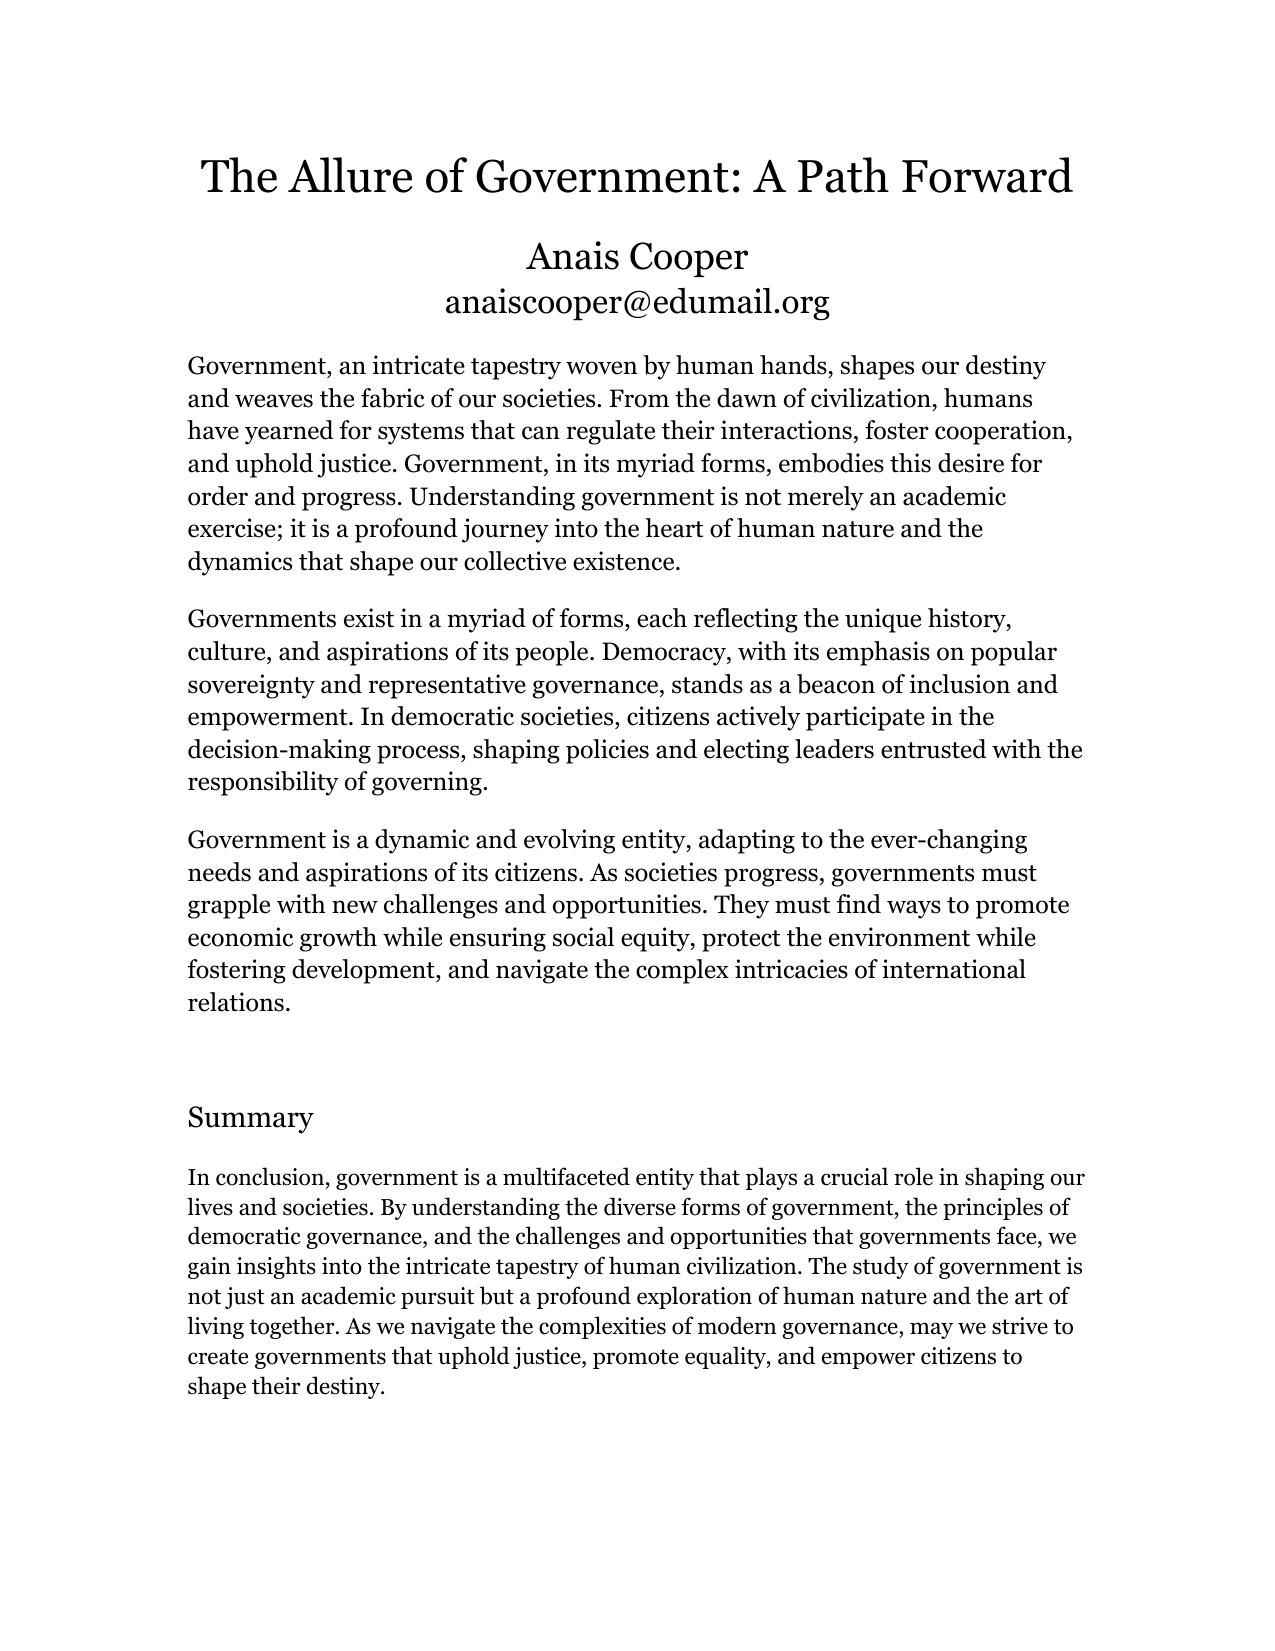 The Allure of Government: A Path Forward
Anais Cooper
anaiscooper@edumail.org
Government, an intricate tapestry woven by human hands, shapes our destiny
and weaves the fabric of our societies. From the dawn of civilization, humans
have yearned for systems that can regulate their interactions, foster cooperation,
and uphold justice. Government, in its myriad forms, embodies this desire for
order and progress. Understanding government is not merely an academic
exercise; it is a profound journey into the heart of human nature and the
dynamics that shape our collective existence.
Governments exist in a myriad of forms, each reflecting the unique history,
culture, and aspirations of its people. Democracy, with its emphasis on popular
sovereignty and representative governance, stands as a beacon of inclusion and
empowerment. In democratic societies, citizens actively participate in the
decision-making process, shaping policies and electing leaders entrusted with the
responsibility of governing.
Government is a dynamic and evolving entity, adapting to the ever-changing
needs and aspirations of its citizens. As societies progress, governments must
grapple with new challenges and opportunities. They must find ways to promote
economic growth while ensuring social equity, protect the environment while
fostering development, and navigate the complex intricacies of international
relations.
Summary
In conclusion, government is a multifaceted entity that plays a crucial role in shaping our
lives and societies. By understanding the diverse forms of government, the principles of
democratic governance, and the challenges and opportunities that governments face, we
gain insights into the intricate tapestry of human civilization. The study of government is
not just an academic pursuit but a profound exploration of human nature and the art of
living together. As we navigate the complexities of modern governance, may we strive to
create governments that uphold justice, promote equality, and empower citizens to
shape their destiny.